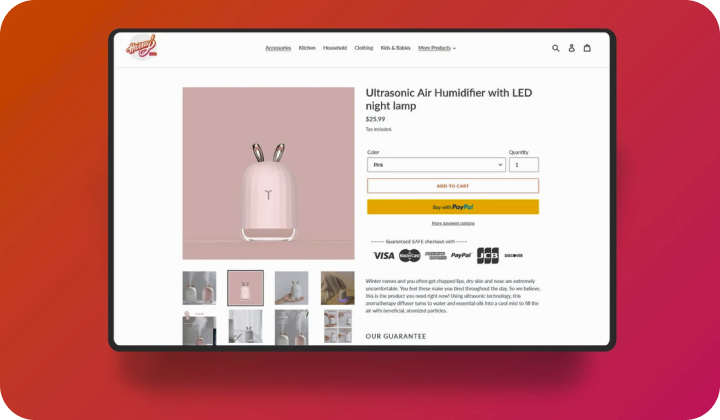 Accessories Kitchen Household Clothing Kids & Babies More Products
Ultrasonic Air Humidifier with LED
night lamp
$25.99
Tax included.
Color Quantity
Pink 1
ADD TO CART
Buy with PayPal
More payment options
----- Guaranteed SAFE checkout with -----
VISA MasterCard AMERICAN EXPRESS PayPal JCB DISCOVER
Winter comes and you often get chapped lips, dry skin and nose are extremely
uncomfortable. You feel these make you tired throughout the day. So we believe,
this is the product you need right now! Using ultrasonic technology, this
aromatherapy diffuser turns to water and essential oils into a cool mist to fill the
air with beneficial, atomized particles.
OUR GUARANTEE